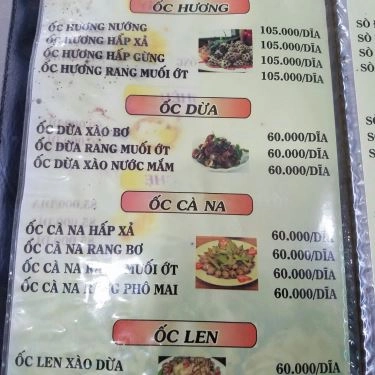 ỐC HƯƠNG
ỐC HƯƠNG NƯỚNG 105.000/DĨA
ỐC HƯƠNG HẤP XẢ 105.000/DĨA
ỐC HƯƠNG HẤP GỪNG 105.000/DĨA
ỐC HƯƠNG RANG MUỐI ỚT 105.000/DĨA
ỐC DỪA
ỐC DỪA XÀO BƠ 60.000/DĨA
ỐC DỪA RANG MUỐI ỚT 60.000/DĨA
ỐC DỪA XÀO NƯỚC MẮM 60.000/DĨA
ỐC CÀ NA
ỐC CÀ NA HẤP XẢ 60.000/DĨA
ỐC CÀ NA RANG BƠ 60.000/DĨA
ỐC CÀ NA MUỐI ỚT 60.000/DĨA
ỐC CÀ NA PHÔ MAI 60.000/DĨA
ỐC LEN
ỐC LEN XÀO DỪA 60.000/DĨA
SÒ
SÒ
SÒ